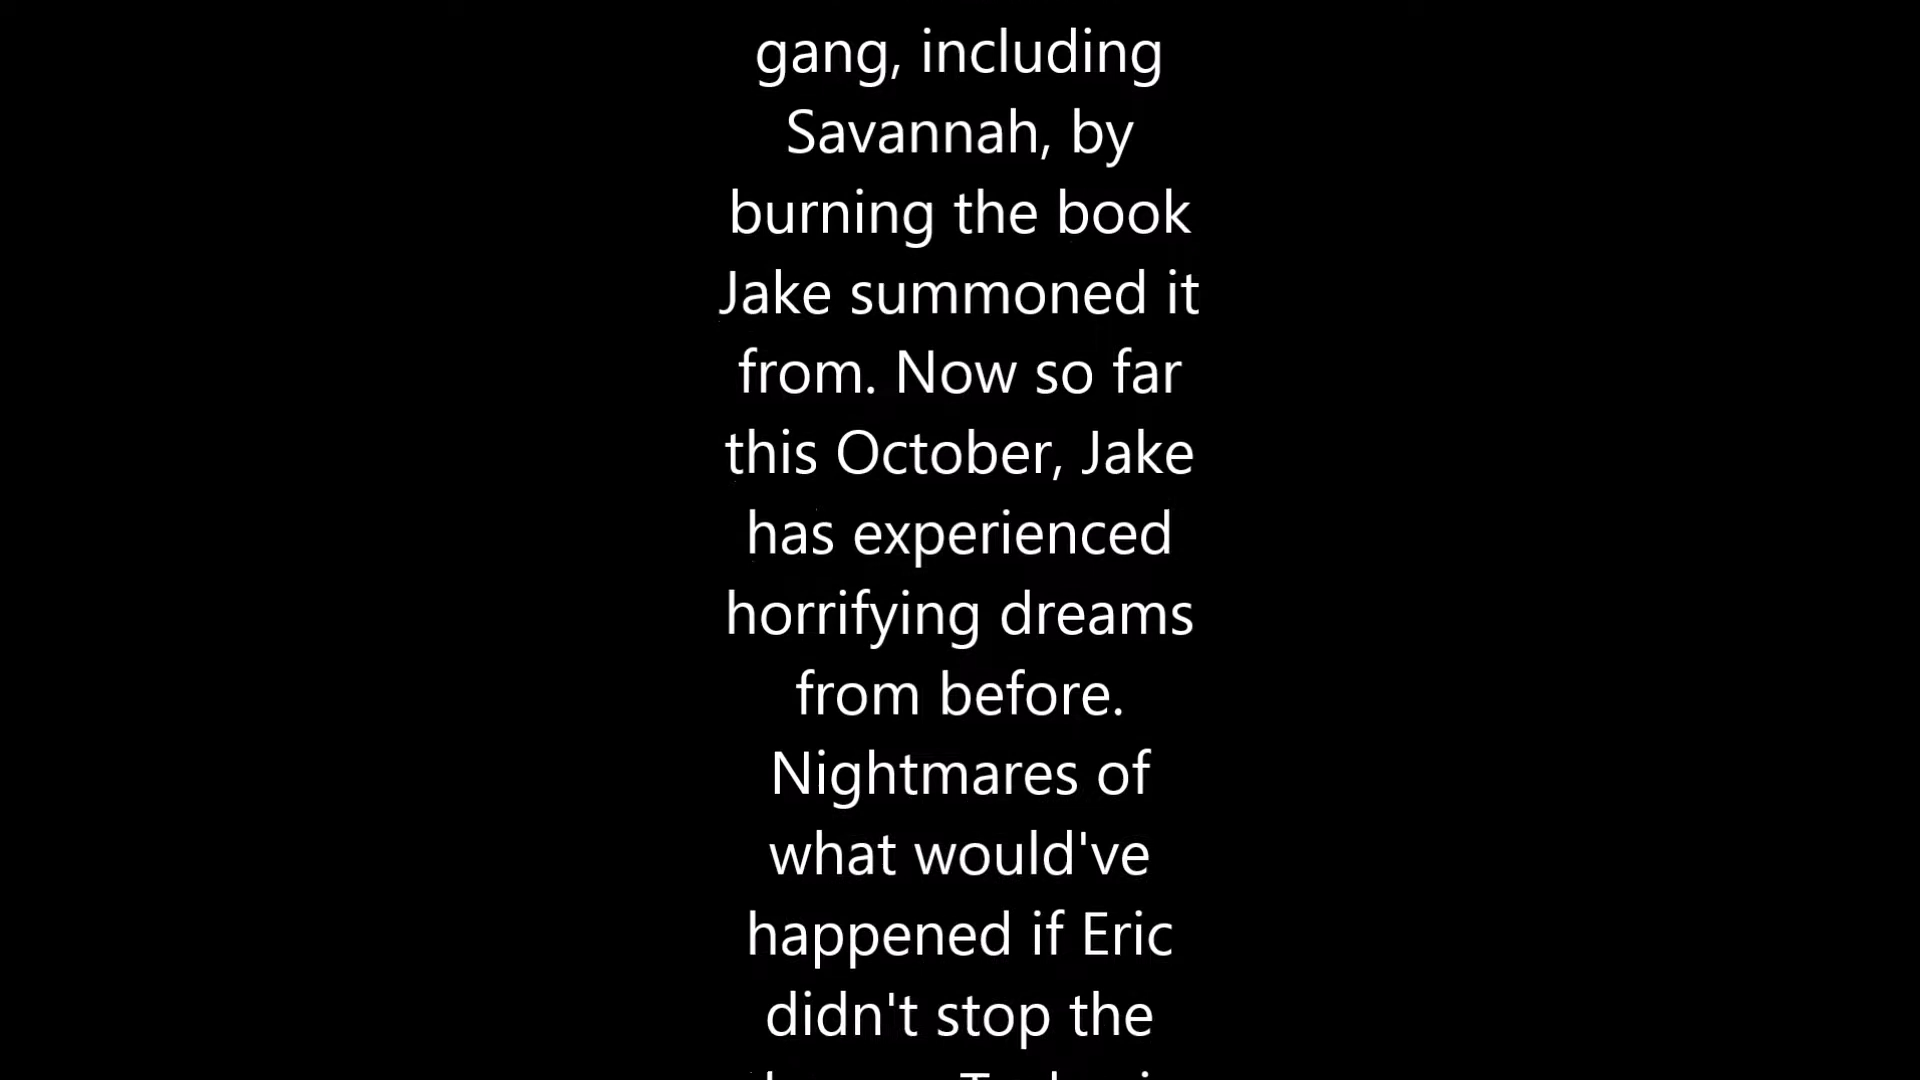 gang, including
Savannah, by
burning the book
Jake summoned it
from. Now so far
this October, Jake
has experienced
horrifying dreams
from before.
Nightmares of
what would've
happened if Eric
didn't stop the